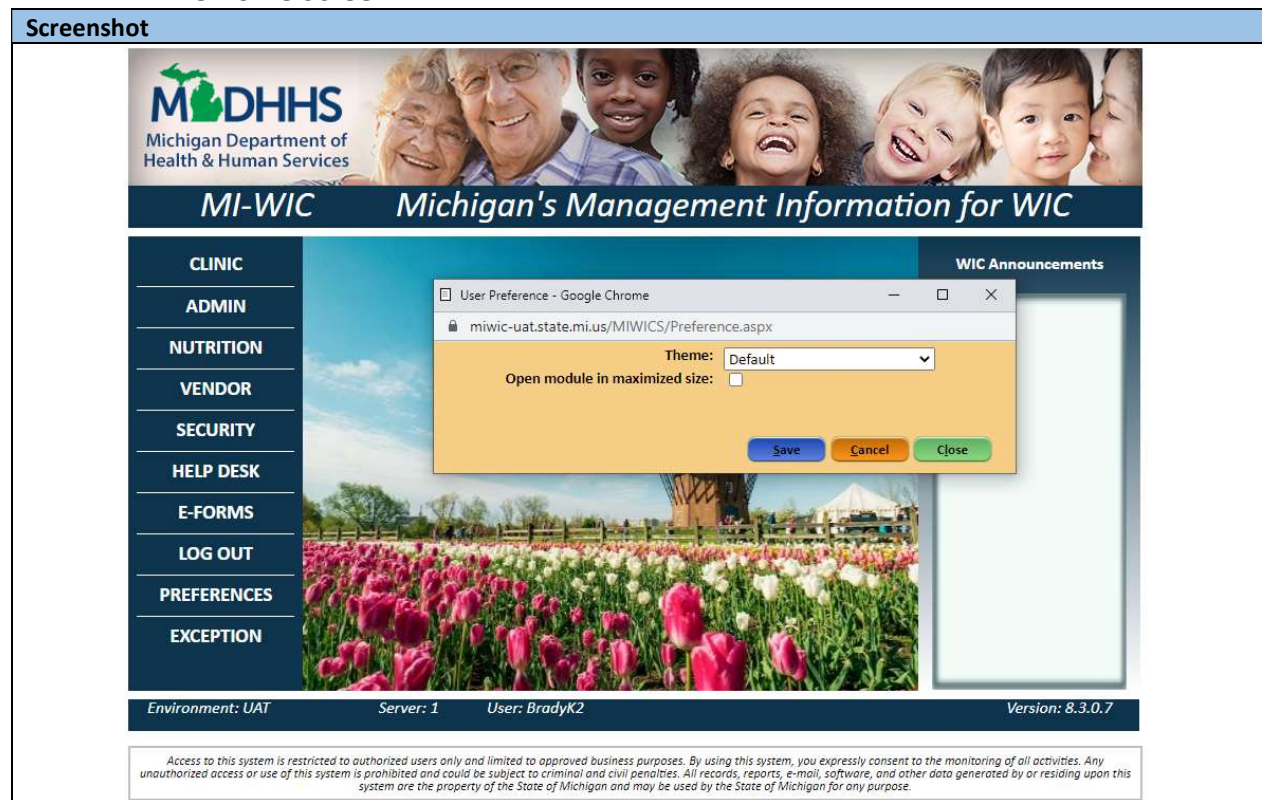 Screenshot
MDHHS
Michigan Department of
Health & Human Services
MI-WIC Michigan's Management Information for WIC
CLINIC
ADMIN
NUTRITION
VENDOR
SECURITY
HELP DESK
E-FORMS
LOG OUT
PREFERENCES
EXCEPTION
User Preference - Google Chrome
miwic-uat.state.mi.us/MIWICS/Preference.aspx
Theme: Default
Open module in maximized size:
Save Cancel Close
WIC Announcements
Environment: UAT Server: 1 User: BradyK2 Version: 8.3.0.7
Access to this system is restricted to authorized users only and limited to approved business purposes. By using this system, you expressly consent to the monitoring of all activities. Any
unauthorized access or use of this system is prohibited and could be subject to criminal and civil penalties. All records, reports, e-mail, software, and other data generated by or residing upon this
system are the property of the State of Michigan and may be used by the State of Michigan for any purpose.